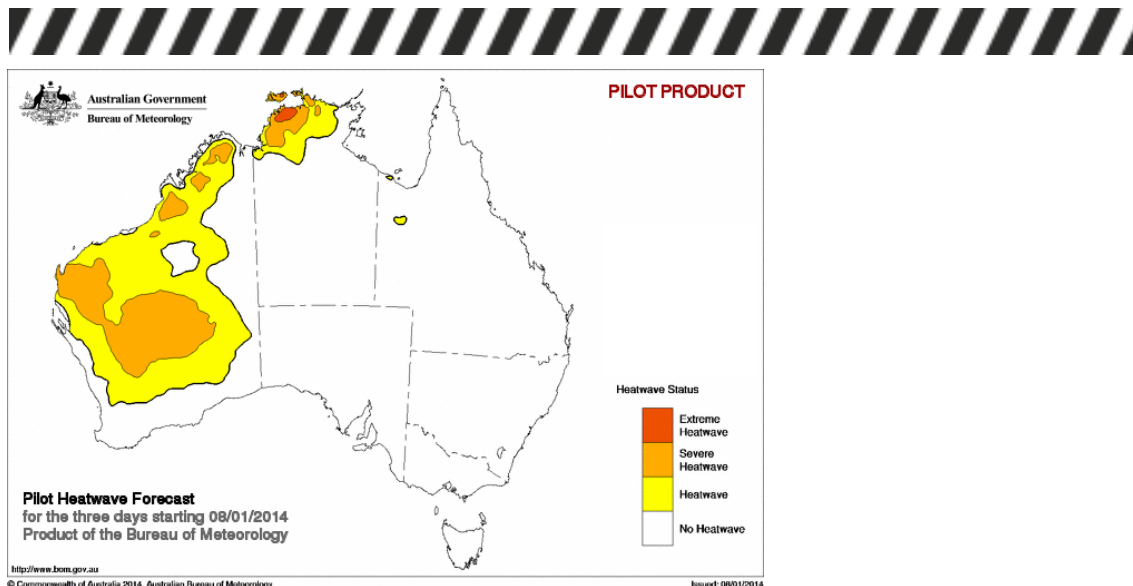 Australian Government
Bureau of Meteorology
PILOT PRODUCT
Heatwave Status
Extreme
Heatwave
Severe
Heatwave
Heatwave
No Heatwave
Pilot Heatwave Forecast
for the three days starting 08/01/2014
Product of the Bureau of Meteorology
http://www.bom.gov.au
© Commonwealth of Australia 2014, Australian Bureau of Meteorology
Issued: 08/01/2014